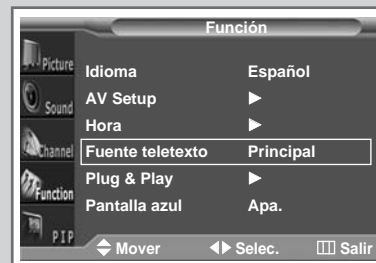 Función
Picture
Sound
Channel
Function
PIP
Idioma Español
AV Setup ▶
Hora ▶
Fuente teletexto Principal
Plug & Play ▶
Pantalla azul Apa.
Mover Selec. Salir